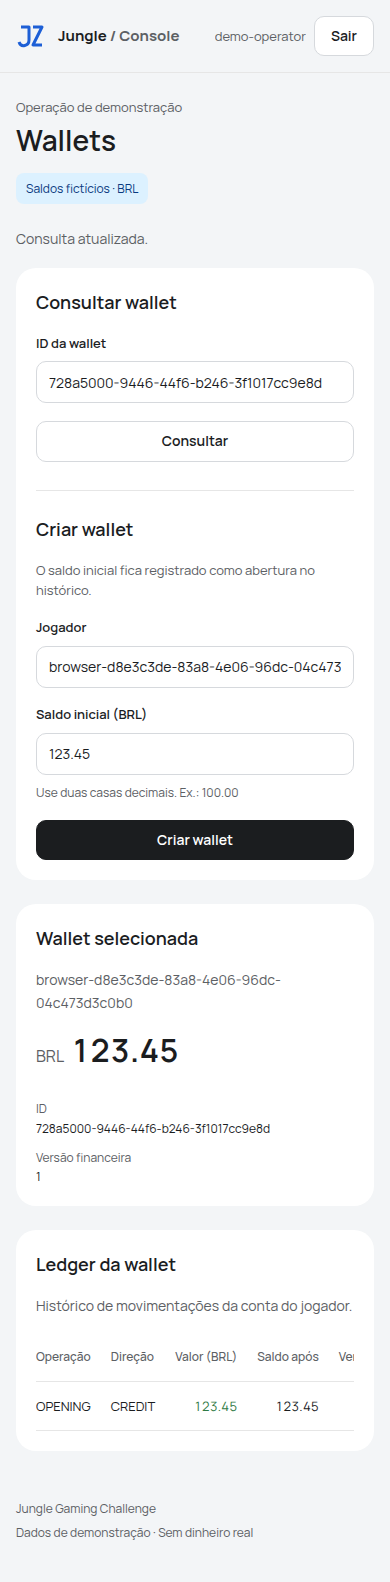 JZ Jungle / Console demo-operator Sair
Operação de demonstração
Wallets
Saldos fictícios · BRL
Consulta atualizada.
Consultar wallet
ID da wallet
728a5000-9446-44f6-b246-3f1017cc9e8d
Consultar
Criar wallet
O saldo inicial fica registrado como abertura no
histórico.
Jogador
browser-d8e3c3de-83a8-4e06-96dc-04c473
Saldo inicial (BRL)
123.45
Use duas casas decimais. Ex.: 100.00
Criar wallet
Wallet selecionada
browser-d8e3c3de-83a8-4e06-96dc-
04c473d3c0b0
BRL 123.45
ID
728a5000-9446-44f6-b246-3f1017cc9e8d
Versão financeira
1
Ledger da wallet
Histórico de movimentações da conta do jogador.
Operação Direção Valor (BRL) Saldo após
OPENING CREDIT 123.45 123.45
Jungle Gaming Challenge
Dados de demonstração · Sem dinheiro real